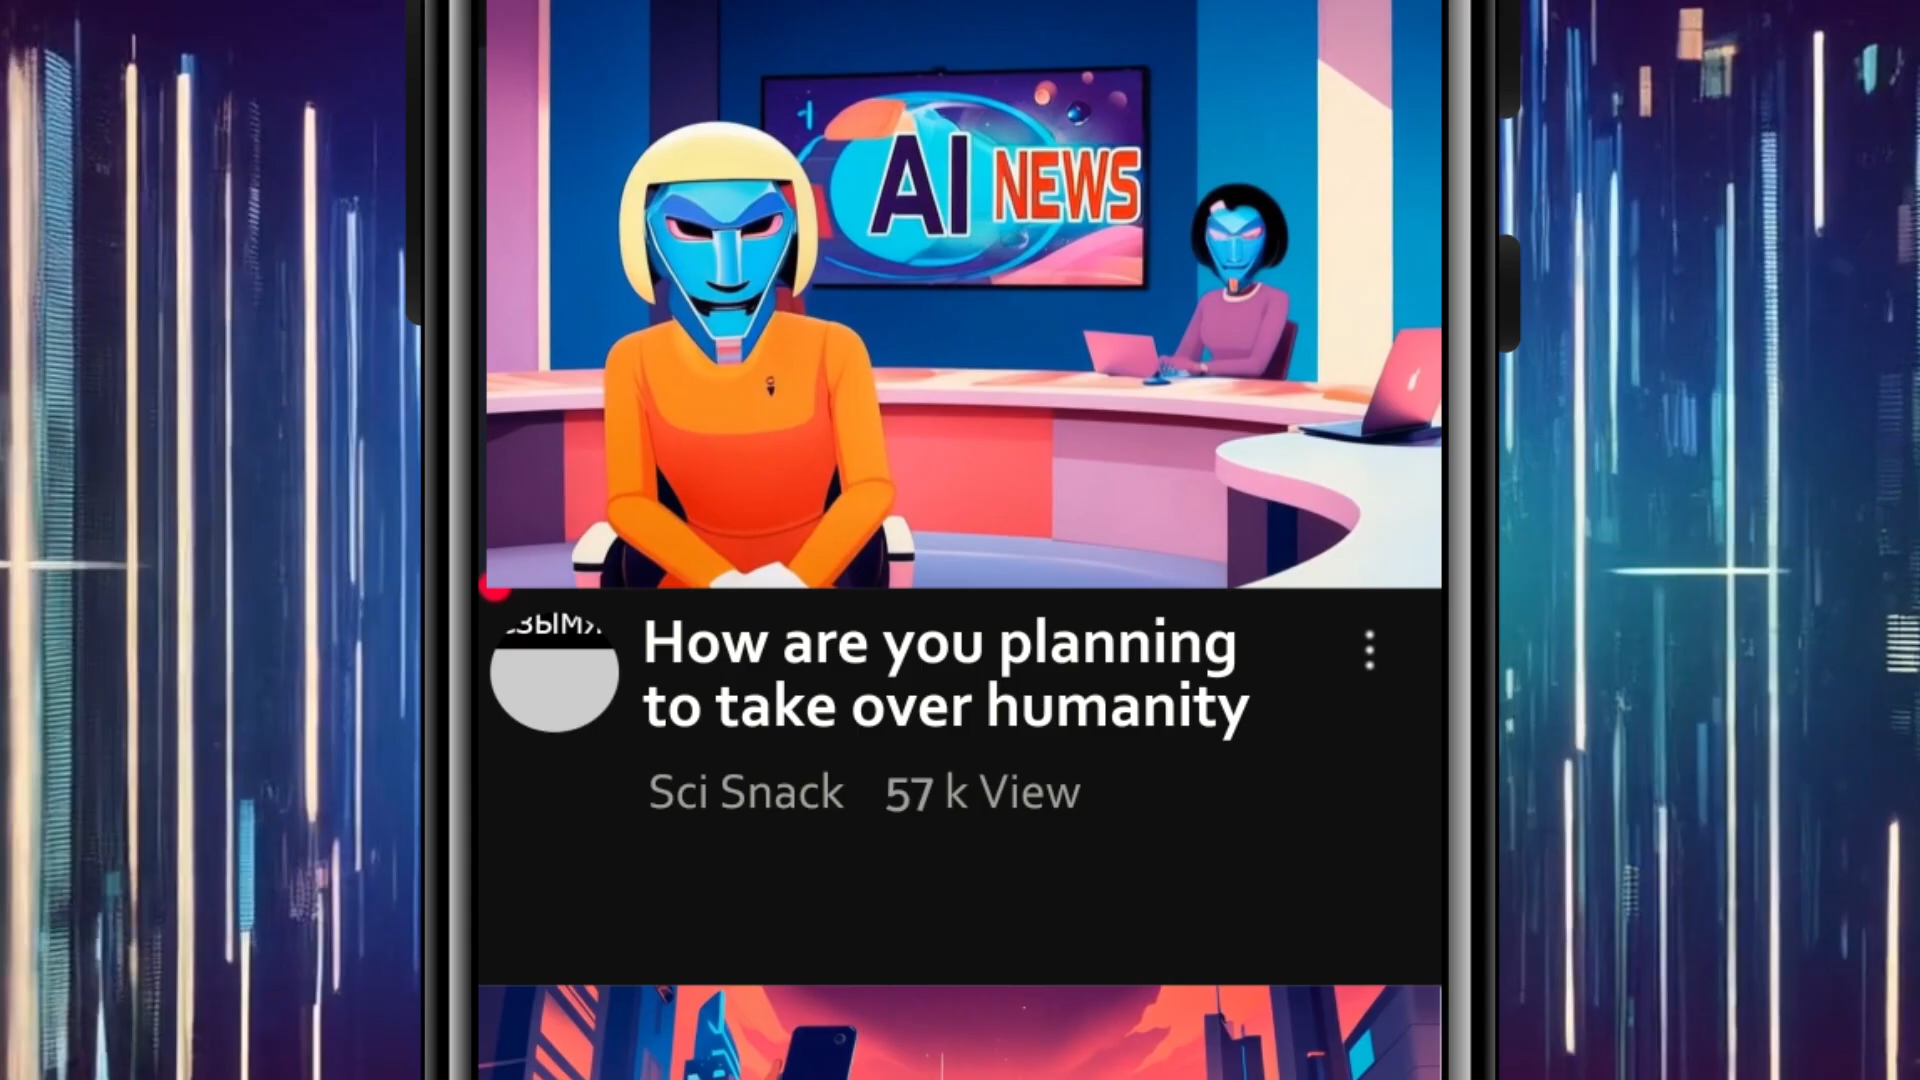 AI NEWS
How are you planning
to take over humanity
Sci Snack 57 k View